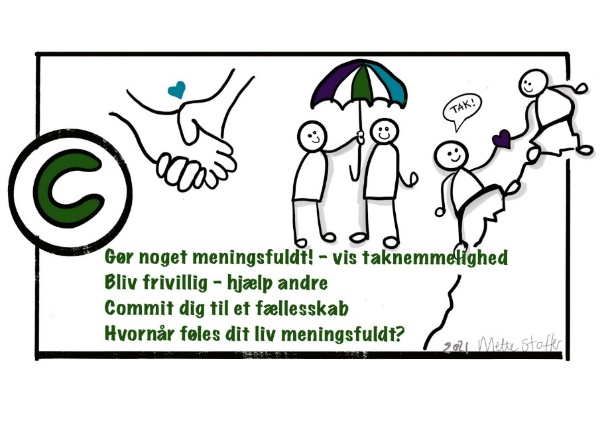 TAK!
C
Gør noget meningsfuldt! - vis taknemmelighed
Bliv frivillig - hjælp andre
Commit dig til et fællesskab
Hvornår føles dit liv meningsfuldt?
2021 Mette Stoffer